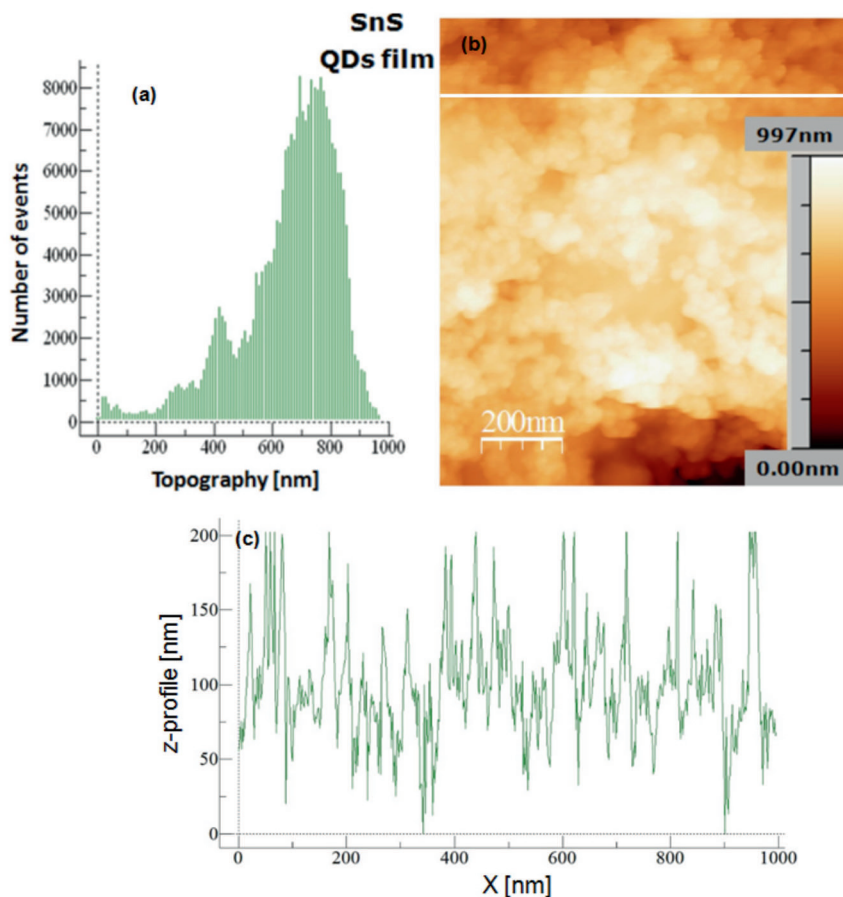 SnS
QDs film
(a)
Number of events
8000
7000
6000
5000
4000
3000
2000
1000
0
0 200 400 600 800 1000
Topography [nm]
(b)
997nm
200nm
0.00nm
(c)
z-profile [nm]
200
150
100
50
0
0 200 400 600 800 1000
X [nm]